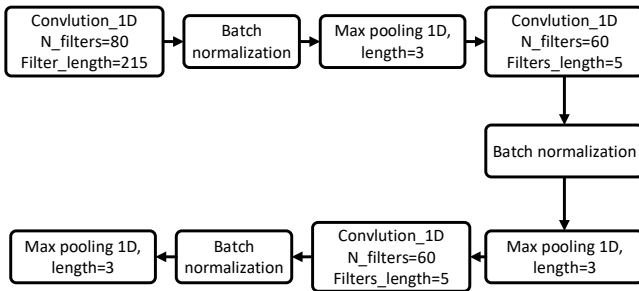 Convlution_1D
N_filters=80
Filter_length=215
Batch
normalization
Max pooling 1D,
length=3
Convlution_1D
N_filters=60
Filters_length=5
Batch normalization
Max pooling 1D,
length=3
Convlution_1D
N_filters=60
Filters_length=5
Batch
normalization
Max pooling 1D,
length=3